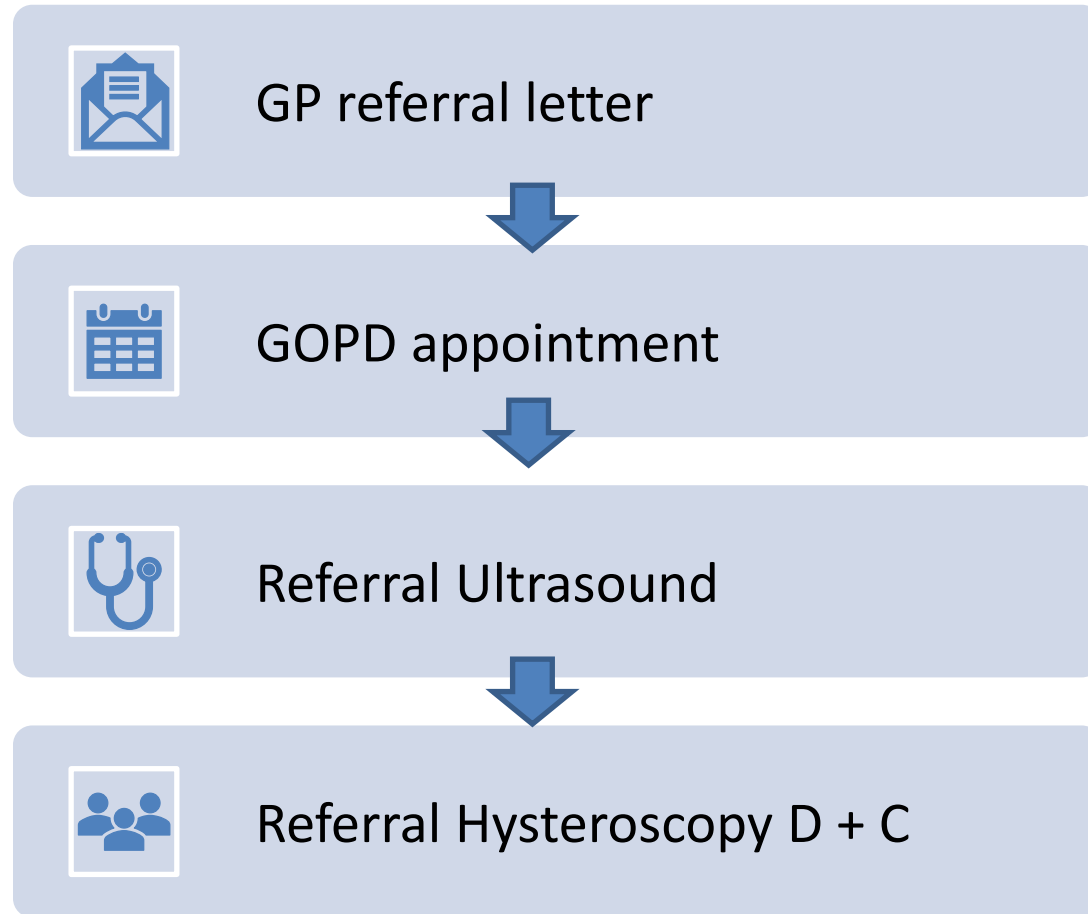 GP referral letter
GOPD appointment
Referral Ultrasound
Referral Hysteroscopy D + C